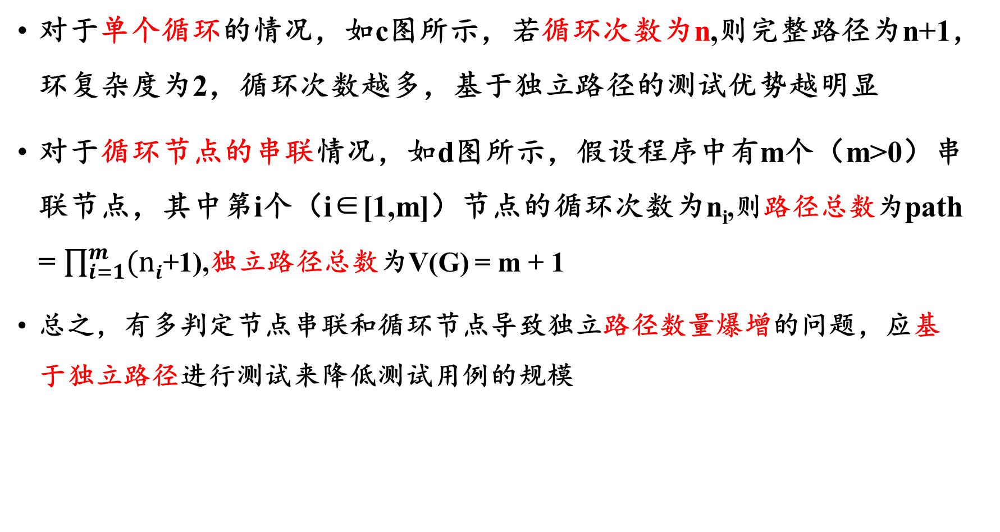 • 对于单个循环的情况，如c图所示，若循环次数为n,则完整路径为n+1，
环复杂度为2，循环次数越多，基于独立路径的测试优势越明显
• 对于循环节点的串联情况，如d图所示，假设程序中有m个（m>0）串
联节点，其中第i个（i∈[1,m]）节点的循环次数为nᵢ,则路径总数为path
= ∏ᵢ₌₁ᵐ(nᵢ+1),独立路径总数为V(G) = m + 1
• 总之，有多判定节点串联和循环节点导致独立路径数量爆增的问题，应基
于独立路径进行测试来降低测试用例的规模